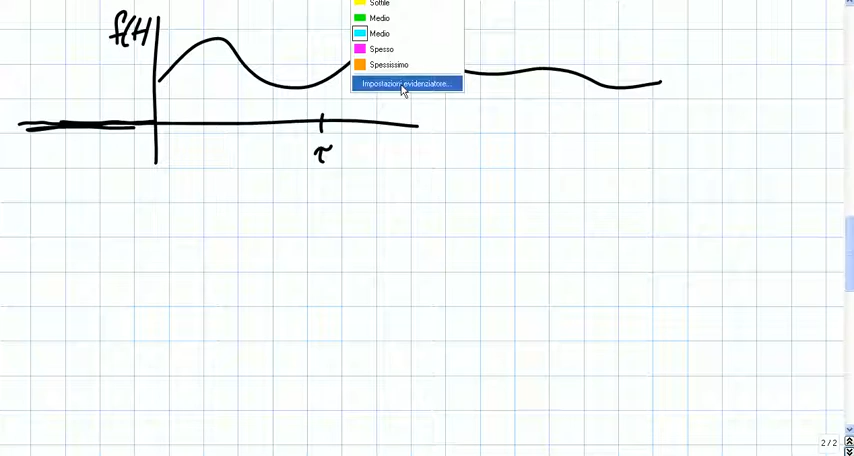 f(t)
Sottile
Medio
Medio
Spesso
Spessissimo
Impostazioni evidenziatore...
τ
2/2